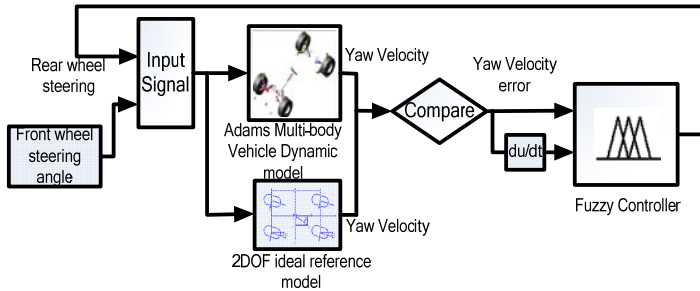 Rear wheel
steering
Front wheel
steering
angle
Input
Signal
Yaw Velocity
Adams Multi-body
Vehicle Dynamic
model
Yaw Velocity
2DOF ideal reference
model
Compare
Yaw Velocity
error
du/dt
Fuzzy Controller